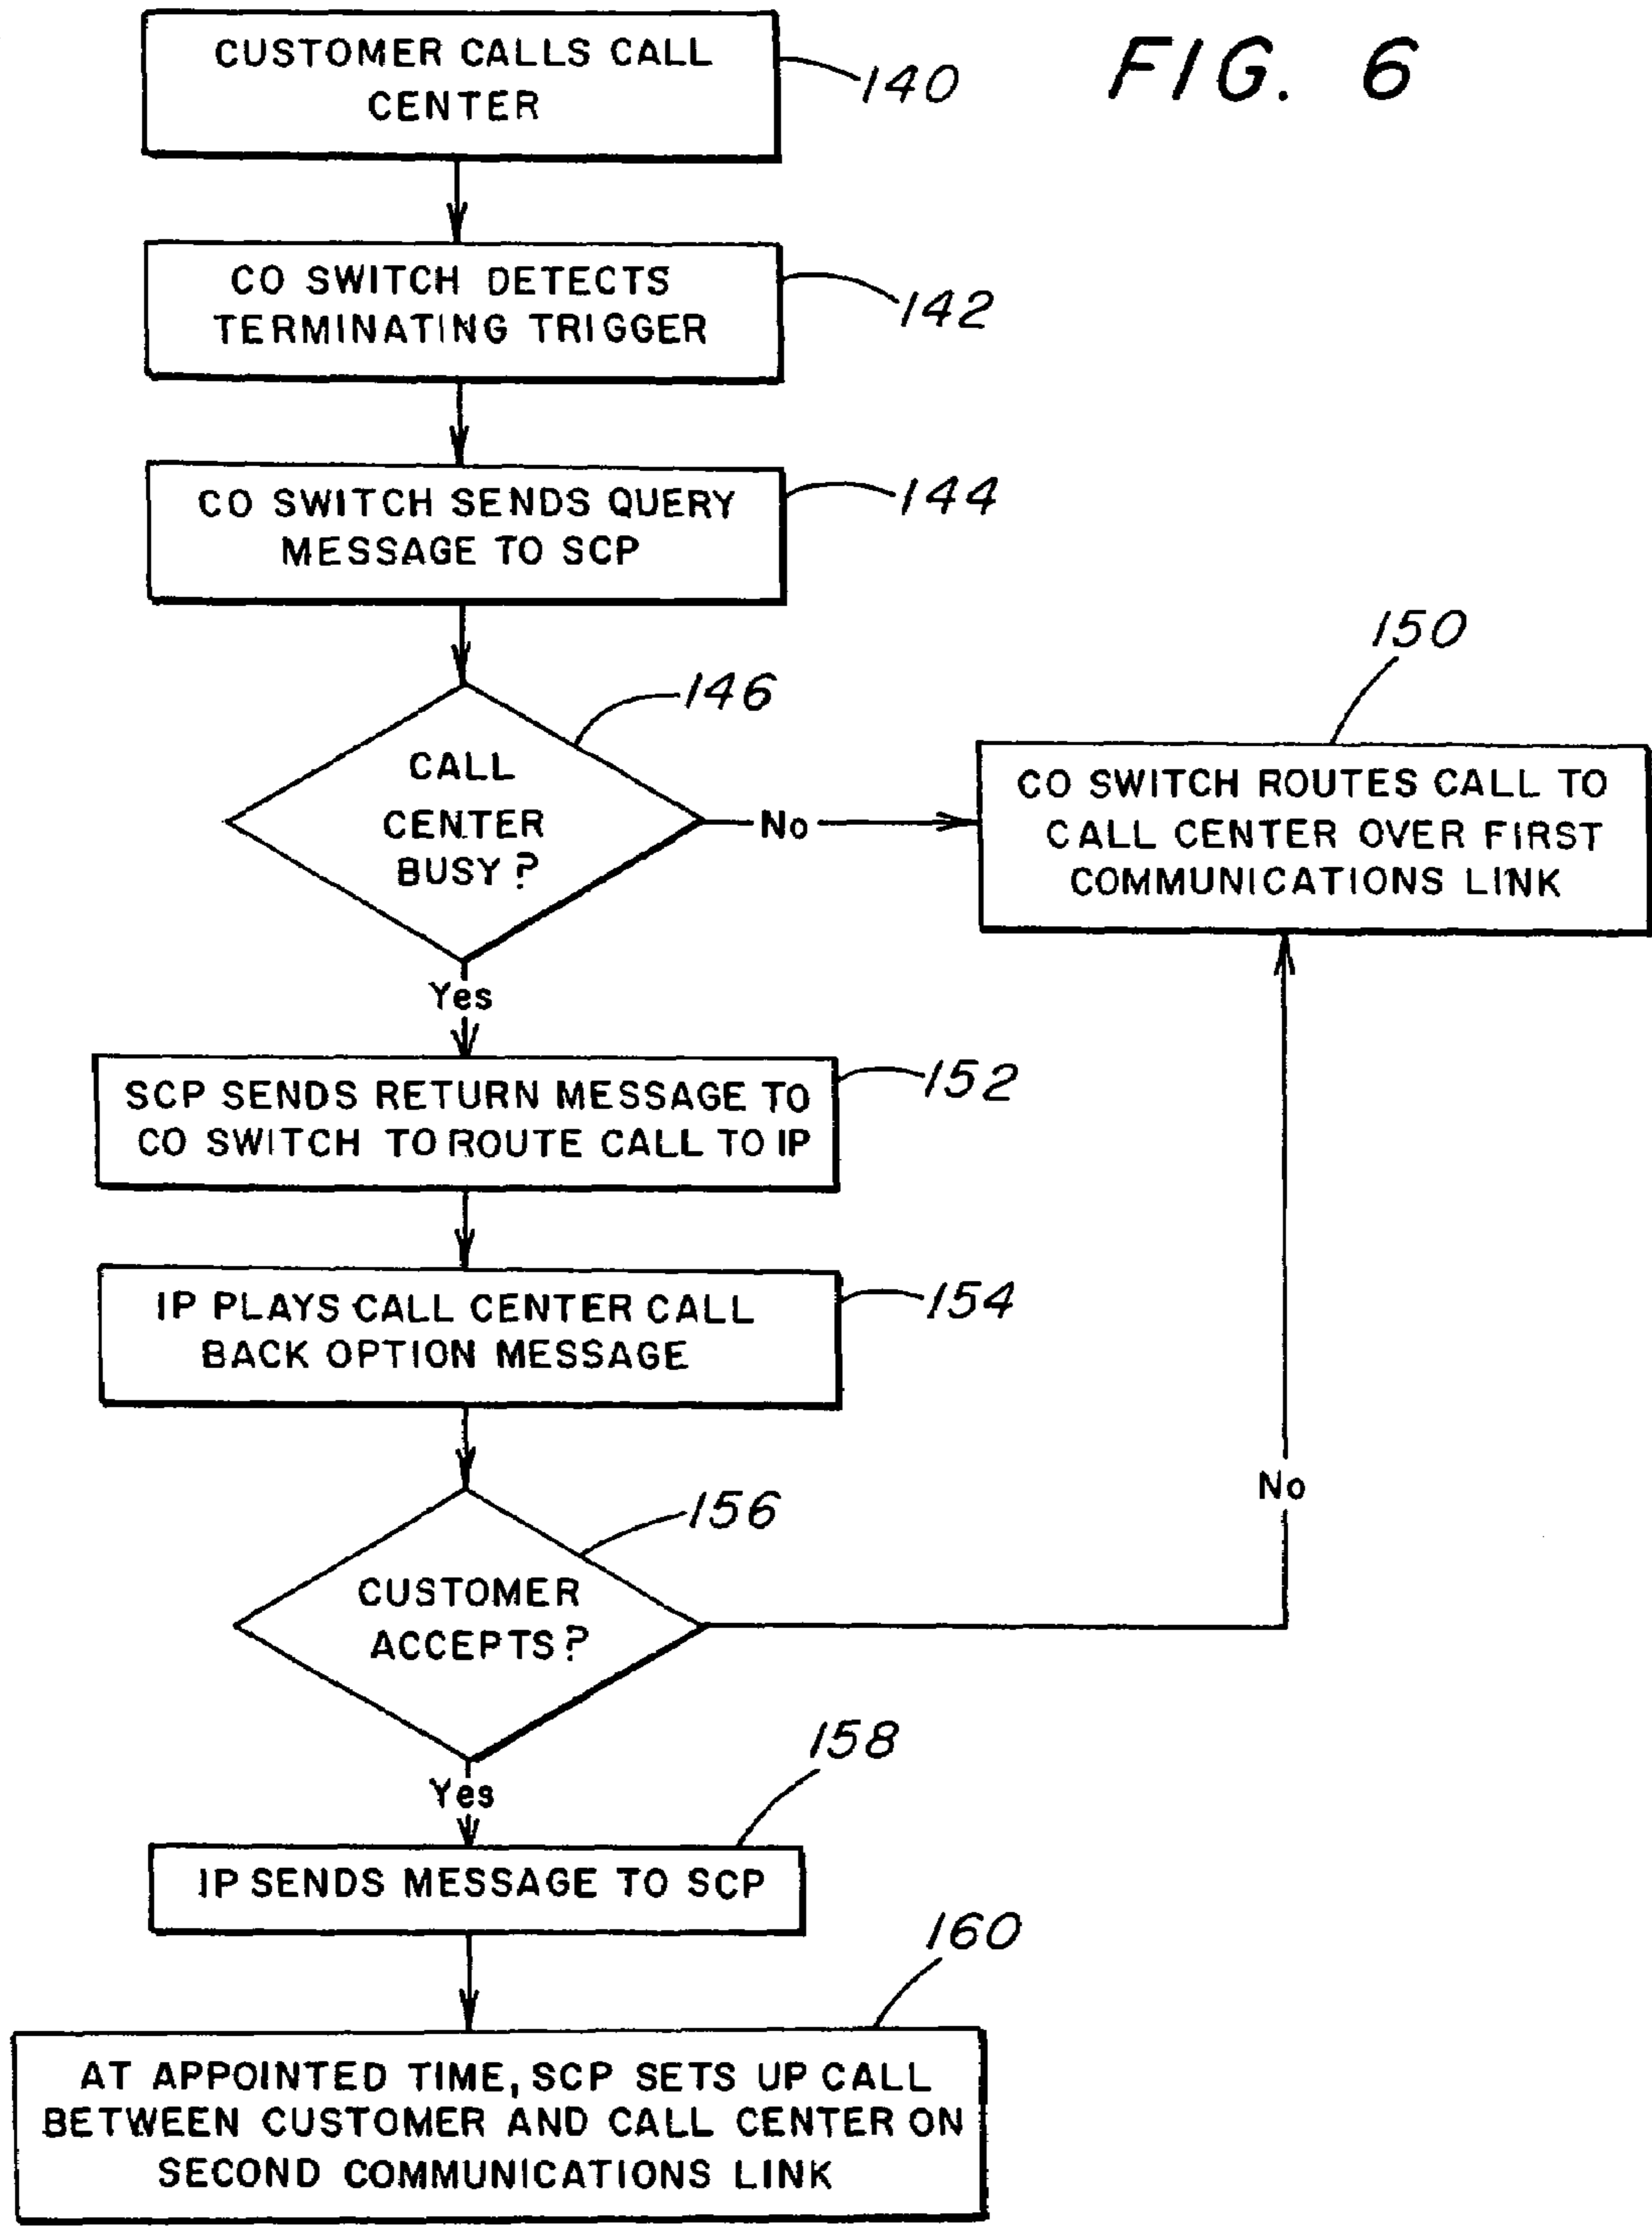 FIG. 6
CUSTOMER CALLS CALL
CENTER
140
CO SWITCH DETECTS
TERMINATING TRIGGER
142
CO SWITCH SENDS QUERY
MESSAGE TO SCP
144
CALL
CENTER
BUSY?
146
No
150
CO SWITCH ROUTES CALL TO
CALL CENTER OVER FIRST
COMMUNICATIONS LINK
Yes
SCP SENDS RETURN MESSAGE TO
CO SWITCH TO ROUTE CALL TO IP
152
IP PLAYS CALL CENTER CALL
BACK OPTION MESSAGE
154
CUSTOMER
ACCEPTS?
156
No
Yes
158
IP SENDS MESSAGE TO SCP
160
AT APPOINTED TIME, SCP SETS UP CALL
BETWEEN CUSTOMER AND CALL CENTER ON
SECOND COMMUNICATIONS LINK